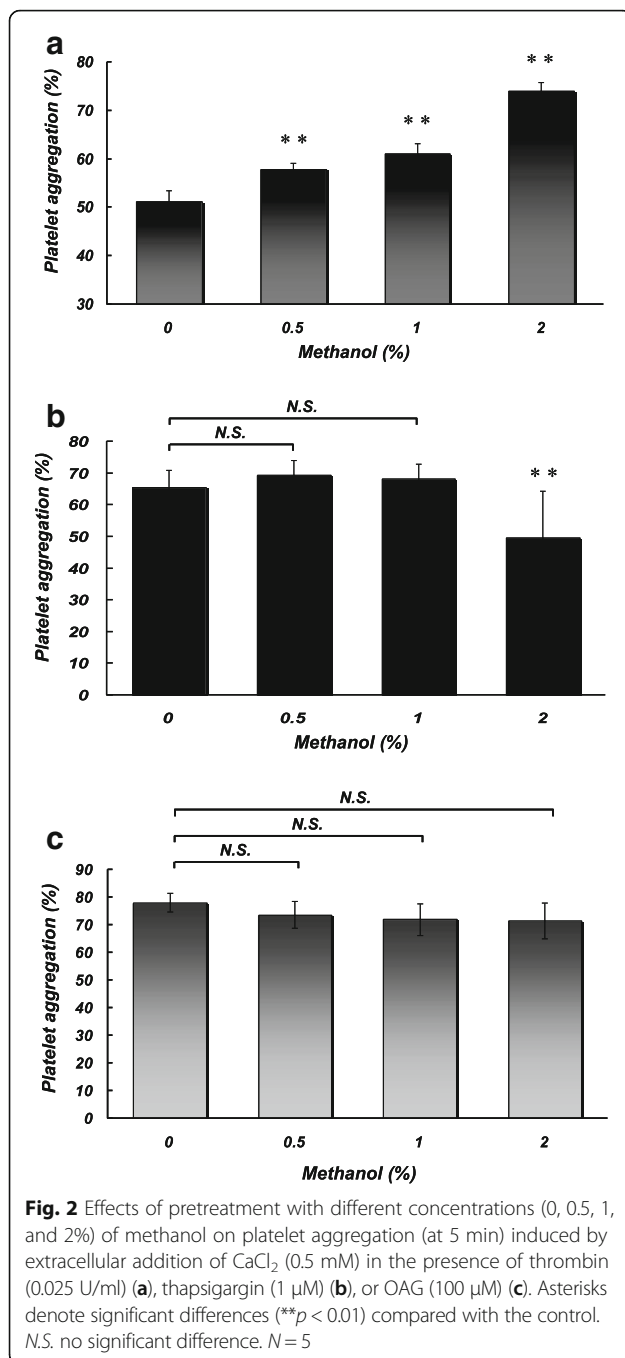 a
Platelet aggregation (%)
80
70
60
50
40
30
* *
* *
* *
0 0.5 1 2
Methanol (%)
b
N.S.
N.S.
Platelet aggregation (%)
80
70
60
50
40
30
20
10
0
* *
0 0.5 1 2
Methanol (%)
N.S.
N.S.
N.S.
c
Platelet aggregation (%)
90
80
70
60
50
40
30
20
10
0
0 0.5 1 2
Methanol (%)
Fig. 2 Effects of pretreatment with different concentrations (0, 0.5, 1,
and 2%) of methanol on platelet aggregation (at 5 min) induced by
extracellular addition of CaCl₂ (0.5 mM) in the presence of thrombin
(0.025 U/ml) (a), thapsigargin (1 μM) (b), or OAG (100 μM) (c). Asterisks
denote significant differences (**p < 0.01) compared with the control.
N.S. no significant difference. N = 5